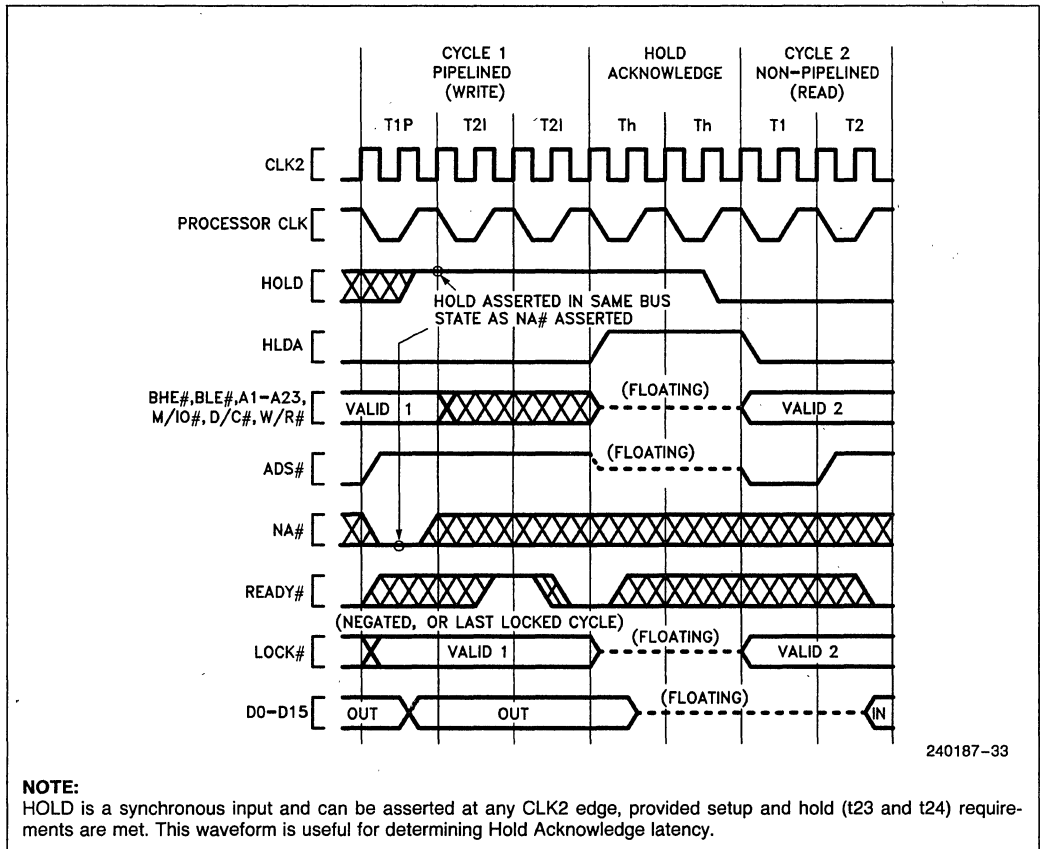 CYCLE 1
PIPELINED
(WRITE)
HOLD
ACKNOWLEDGE
CYCLE 2
NON-PIPELINED
(READ)
T1P T2I T2I Th Th T1 T2
CLK2
PROCESSOR CLK
HOLD
HOLD ASSERTED IN SAME BUS
STATE AS NA# ASSERTED
HLDA
BHE#,BLE#,A1-A23,
M/IO#,D/C#,W/R#
VALID 1 (FLOATING) VALID 2
ADS# (FLOATING)
NA#
READY#
(NEGATED, OR LAST LOCKED CYCLE)
LOCK# VALID 1 (FLOATING) VALID 2
D0-D15 OUT OUT (FLOATING) IN
240187-33
NOTE:
HOLD is a synchronous input and can be asserted at any CLK2 edge, provided setup and hold (t23 and t24) require-
ments are met. This waveform is useful for determining Hold Acknowledge latency.